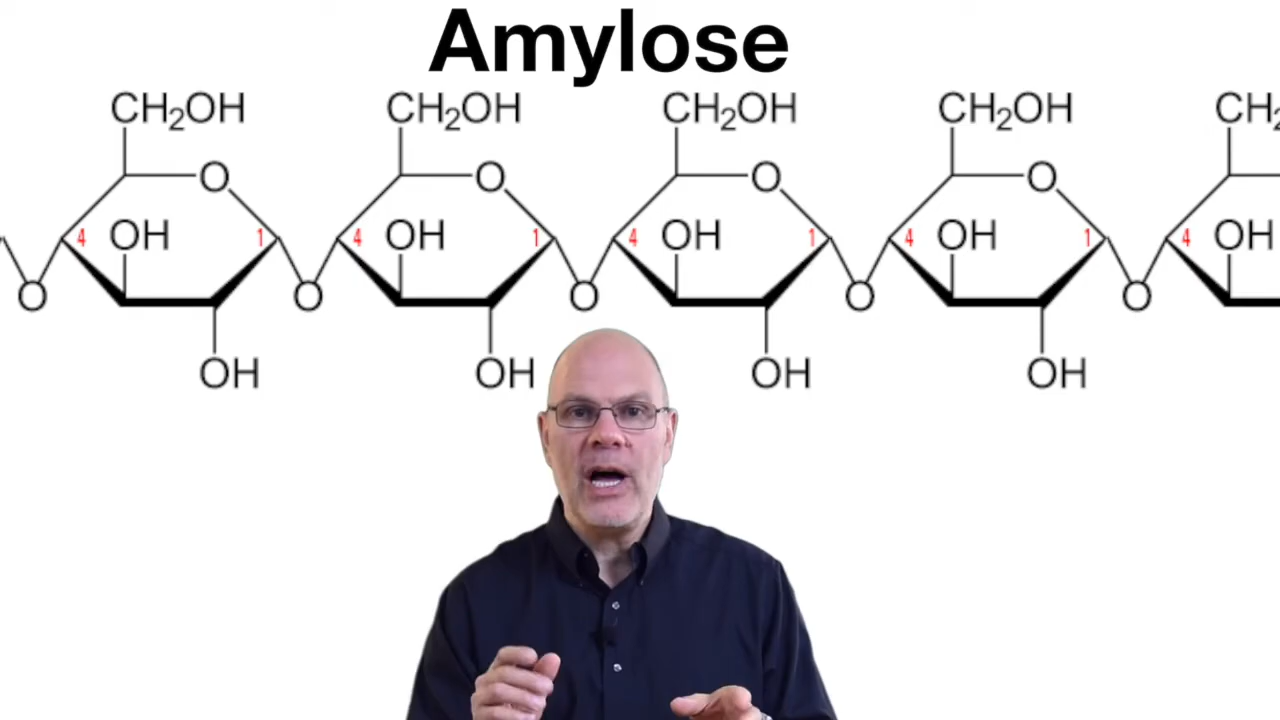 Amylose
CH₂OH CH₂OH CH₂OH CH₂OH CH₂
O O O O
4 OH 1 4 OH 1 4 OH 1 4 OH 1 4 OH
O O O O O
OH OH OH OH